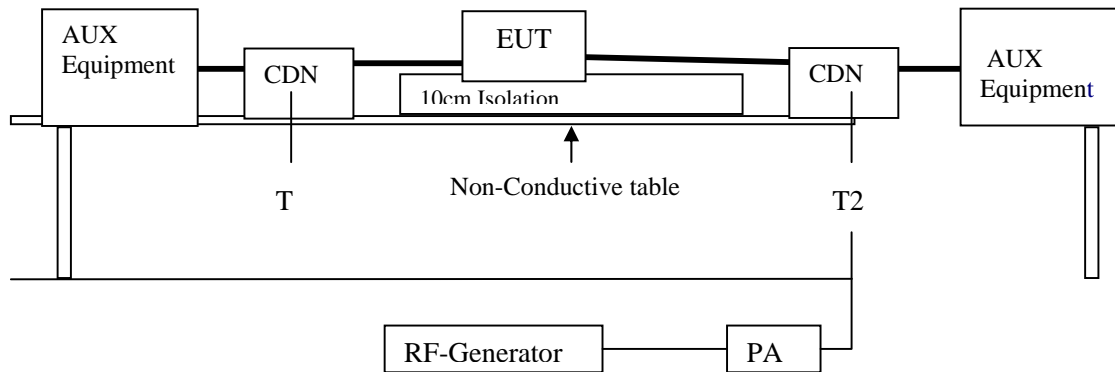 AUX
Equipment
CDN
EUT
CDN
AUX
Equipment
10cm Isolation
T
Non-Conductive table
T2
RF-Generator
PA